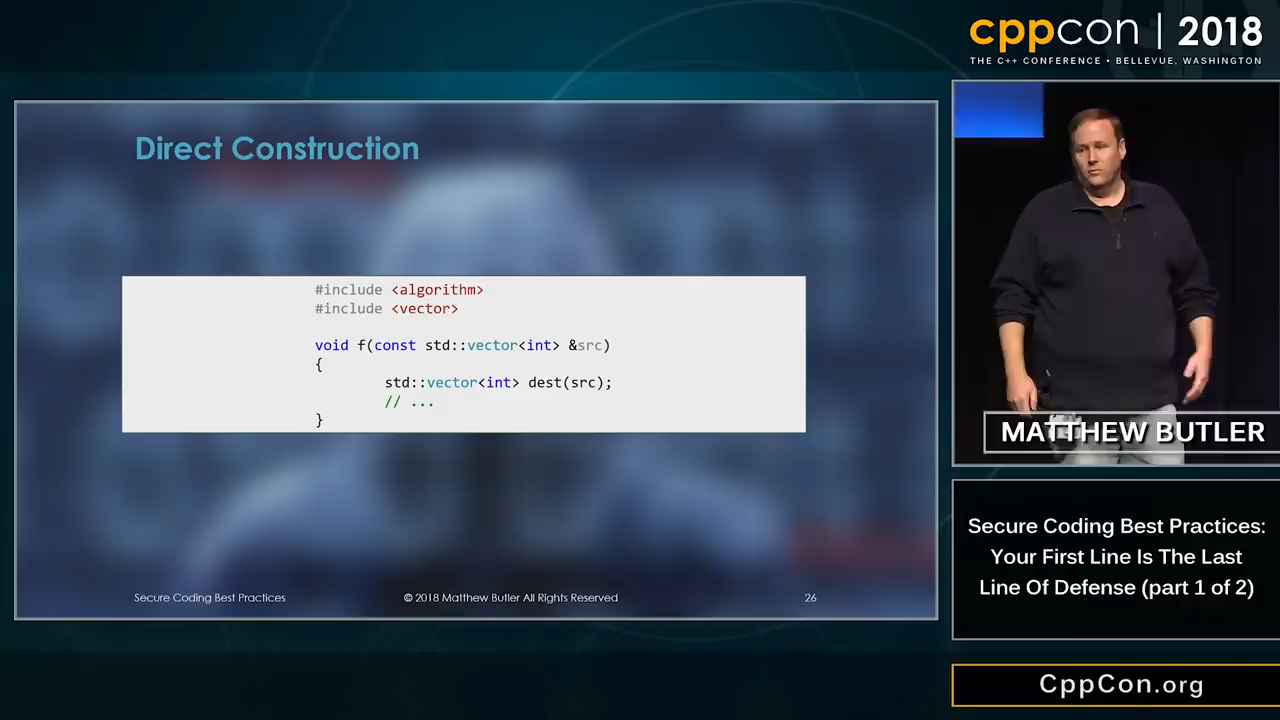 cppcon | 2018
THE C++ CONFERENCE • BELLEVUE, WASHINGTON
Direct Construction
#include <algorithm>
#include <vector>
void f(const std::vector<int> &src)
{
std::vector<int> dest(src);
// ...
}
Secure Coding Best Practices
© 2018 Matthew Butler All Rights Reserved
26
MATTHEW BUTLER
Secure Coding Best Practices:
Your First Line Is The Last
Line Of Defense (part 1 of 2)
CppCon.org